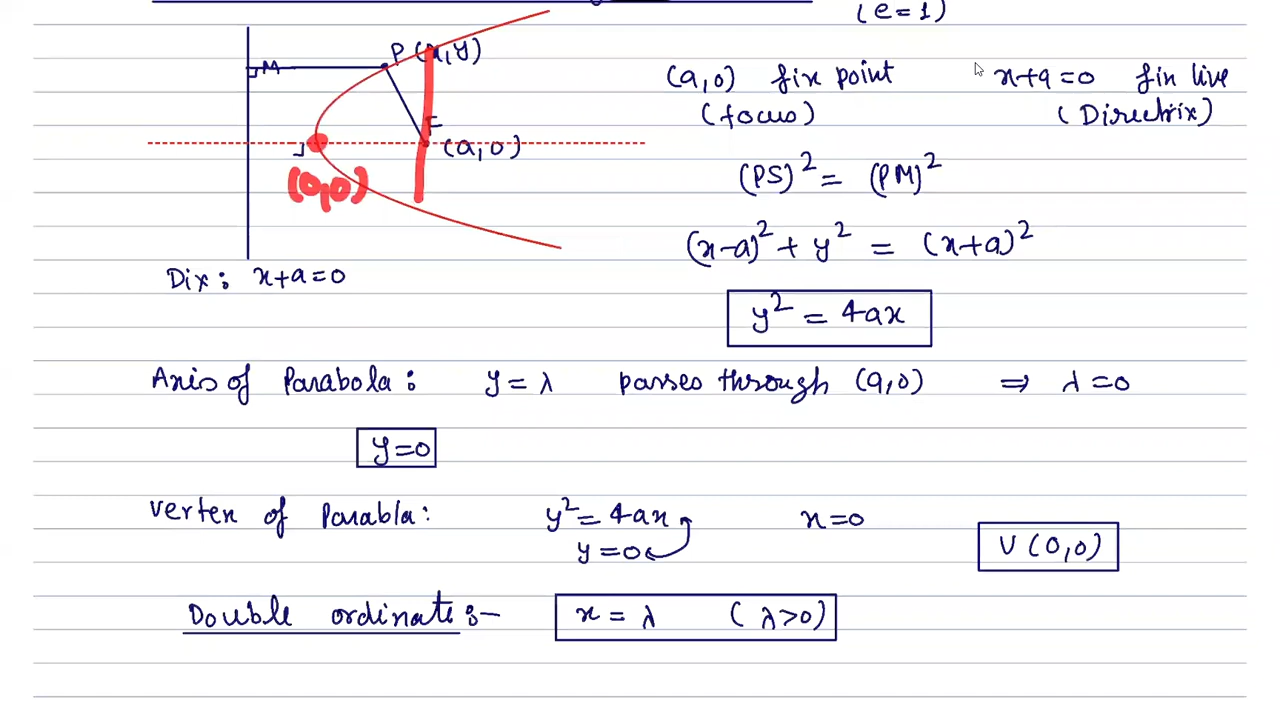 (e=1)
M
P (x,y)
(a,0) fix point
x+a=0 fix line
(focus)
(Directrix)
F
(a,0)
(0,0)
(PS)² = (PM)²
(x-a)² + y² = (x+a)²
Dix: x+a=0
y² = 4ax
Axis of Parabola: y = λ passes through (a,0) ⇒ λ=0
y=0
Vertex of Parabla: y² = 4ax x=0
y=0
V (0,0)
Double ordinate:- x = λ (λ>0)